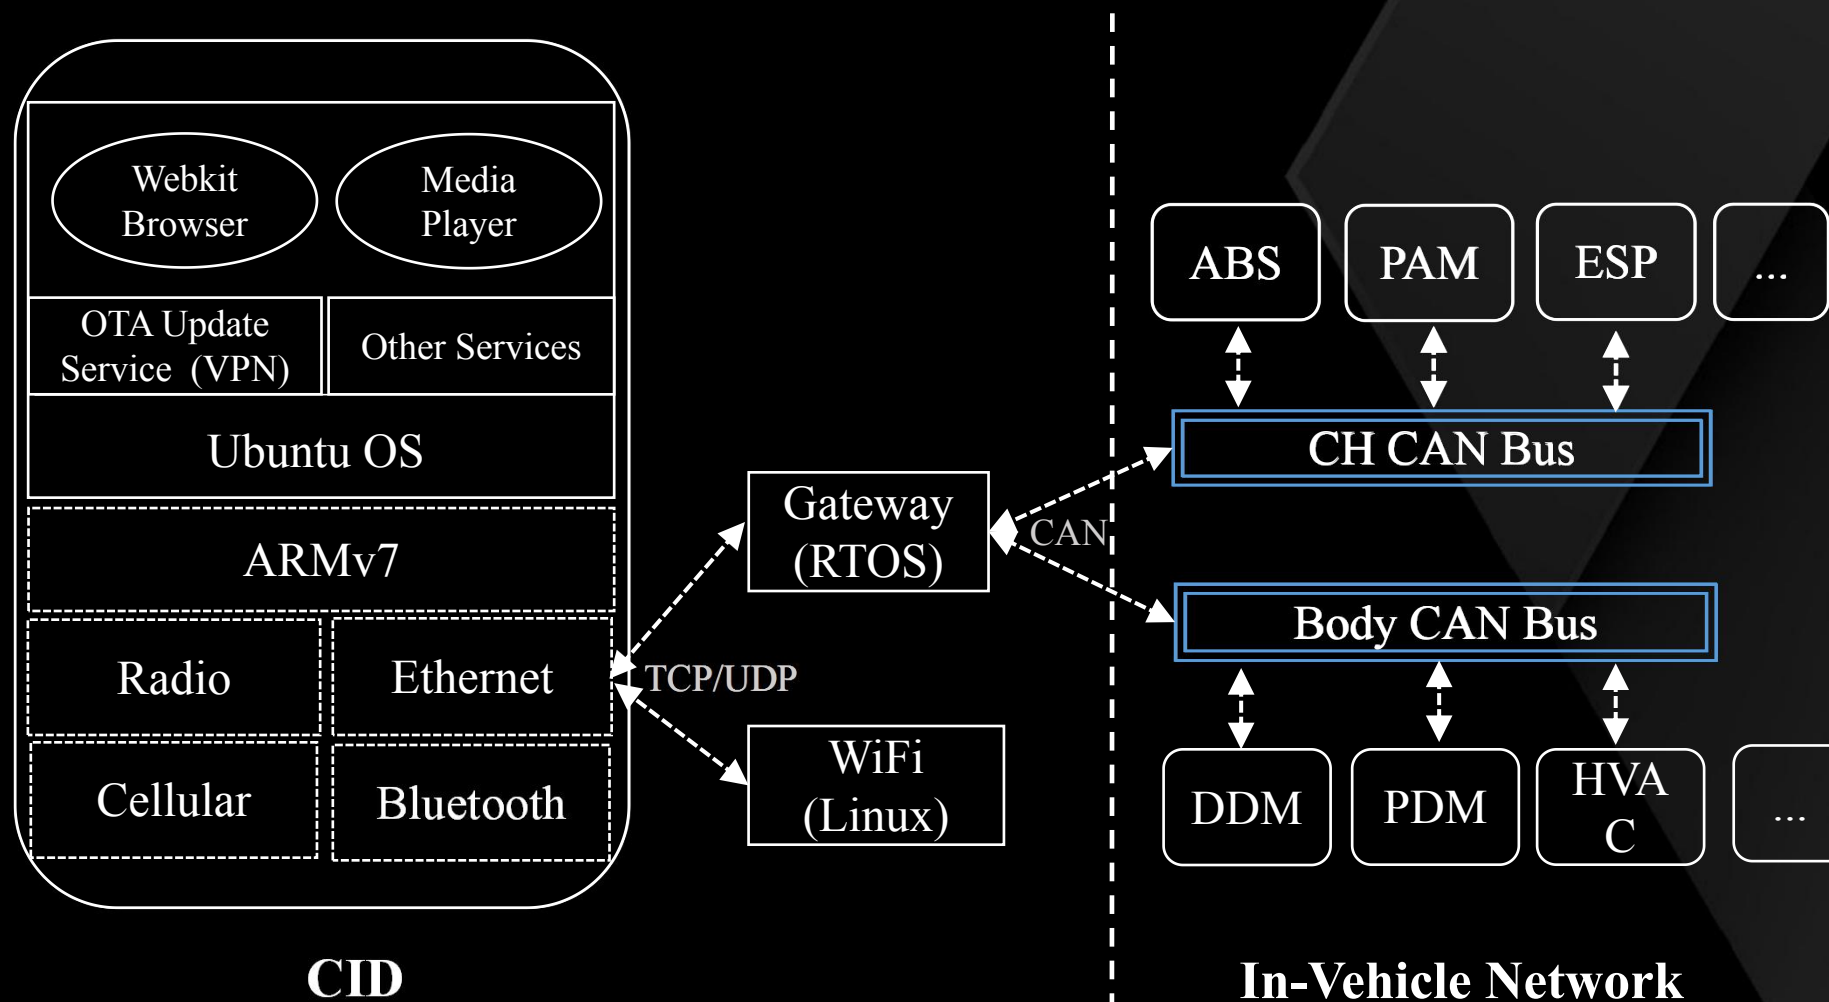 Webkit
Browser
Media
Player
OTA Update
Service (VPN)
Other Services
Ubuntu OS
ARMv7
Radio
Ethernet
Cellular
Bluetooth
CID
TCP/UDP
Gateway
(RTOS)
WiFi
(Linux)
CAN
ABS
PAM
ESP
...
CH CAN Bus
Body CAN Bus
DDM
PDM
HVA
C
...
In-Vehicle Network